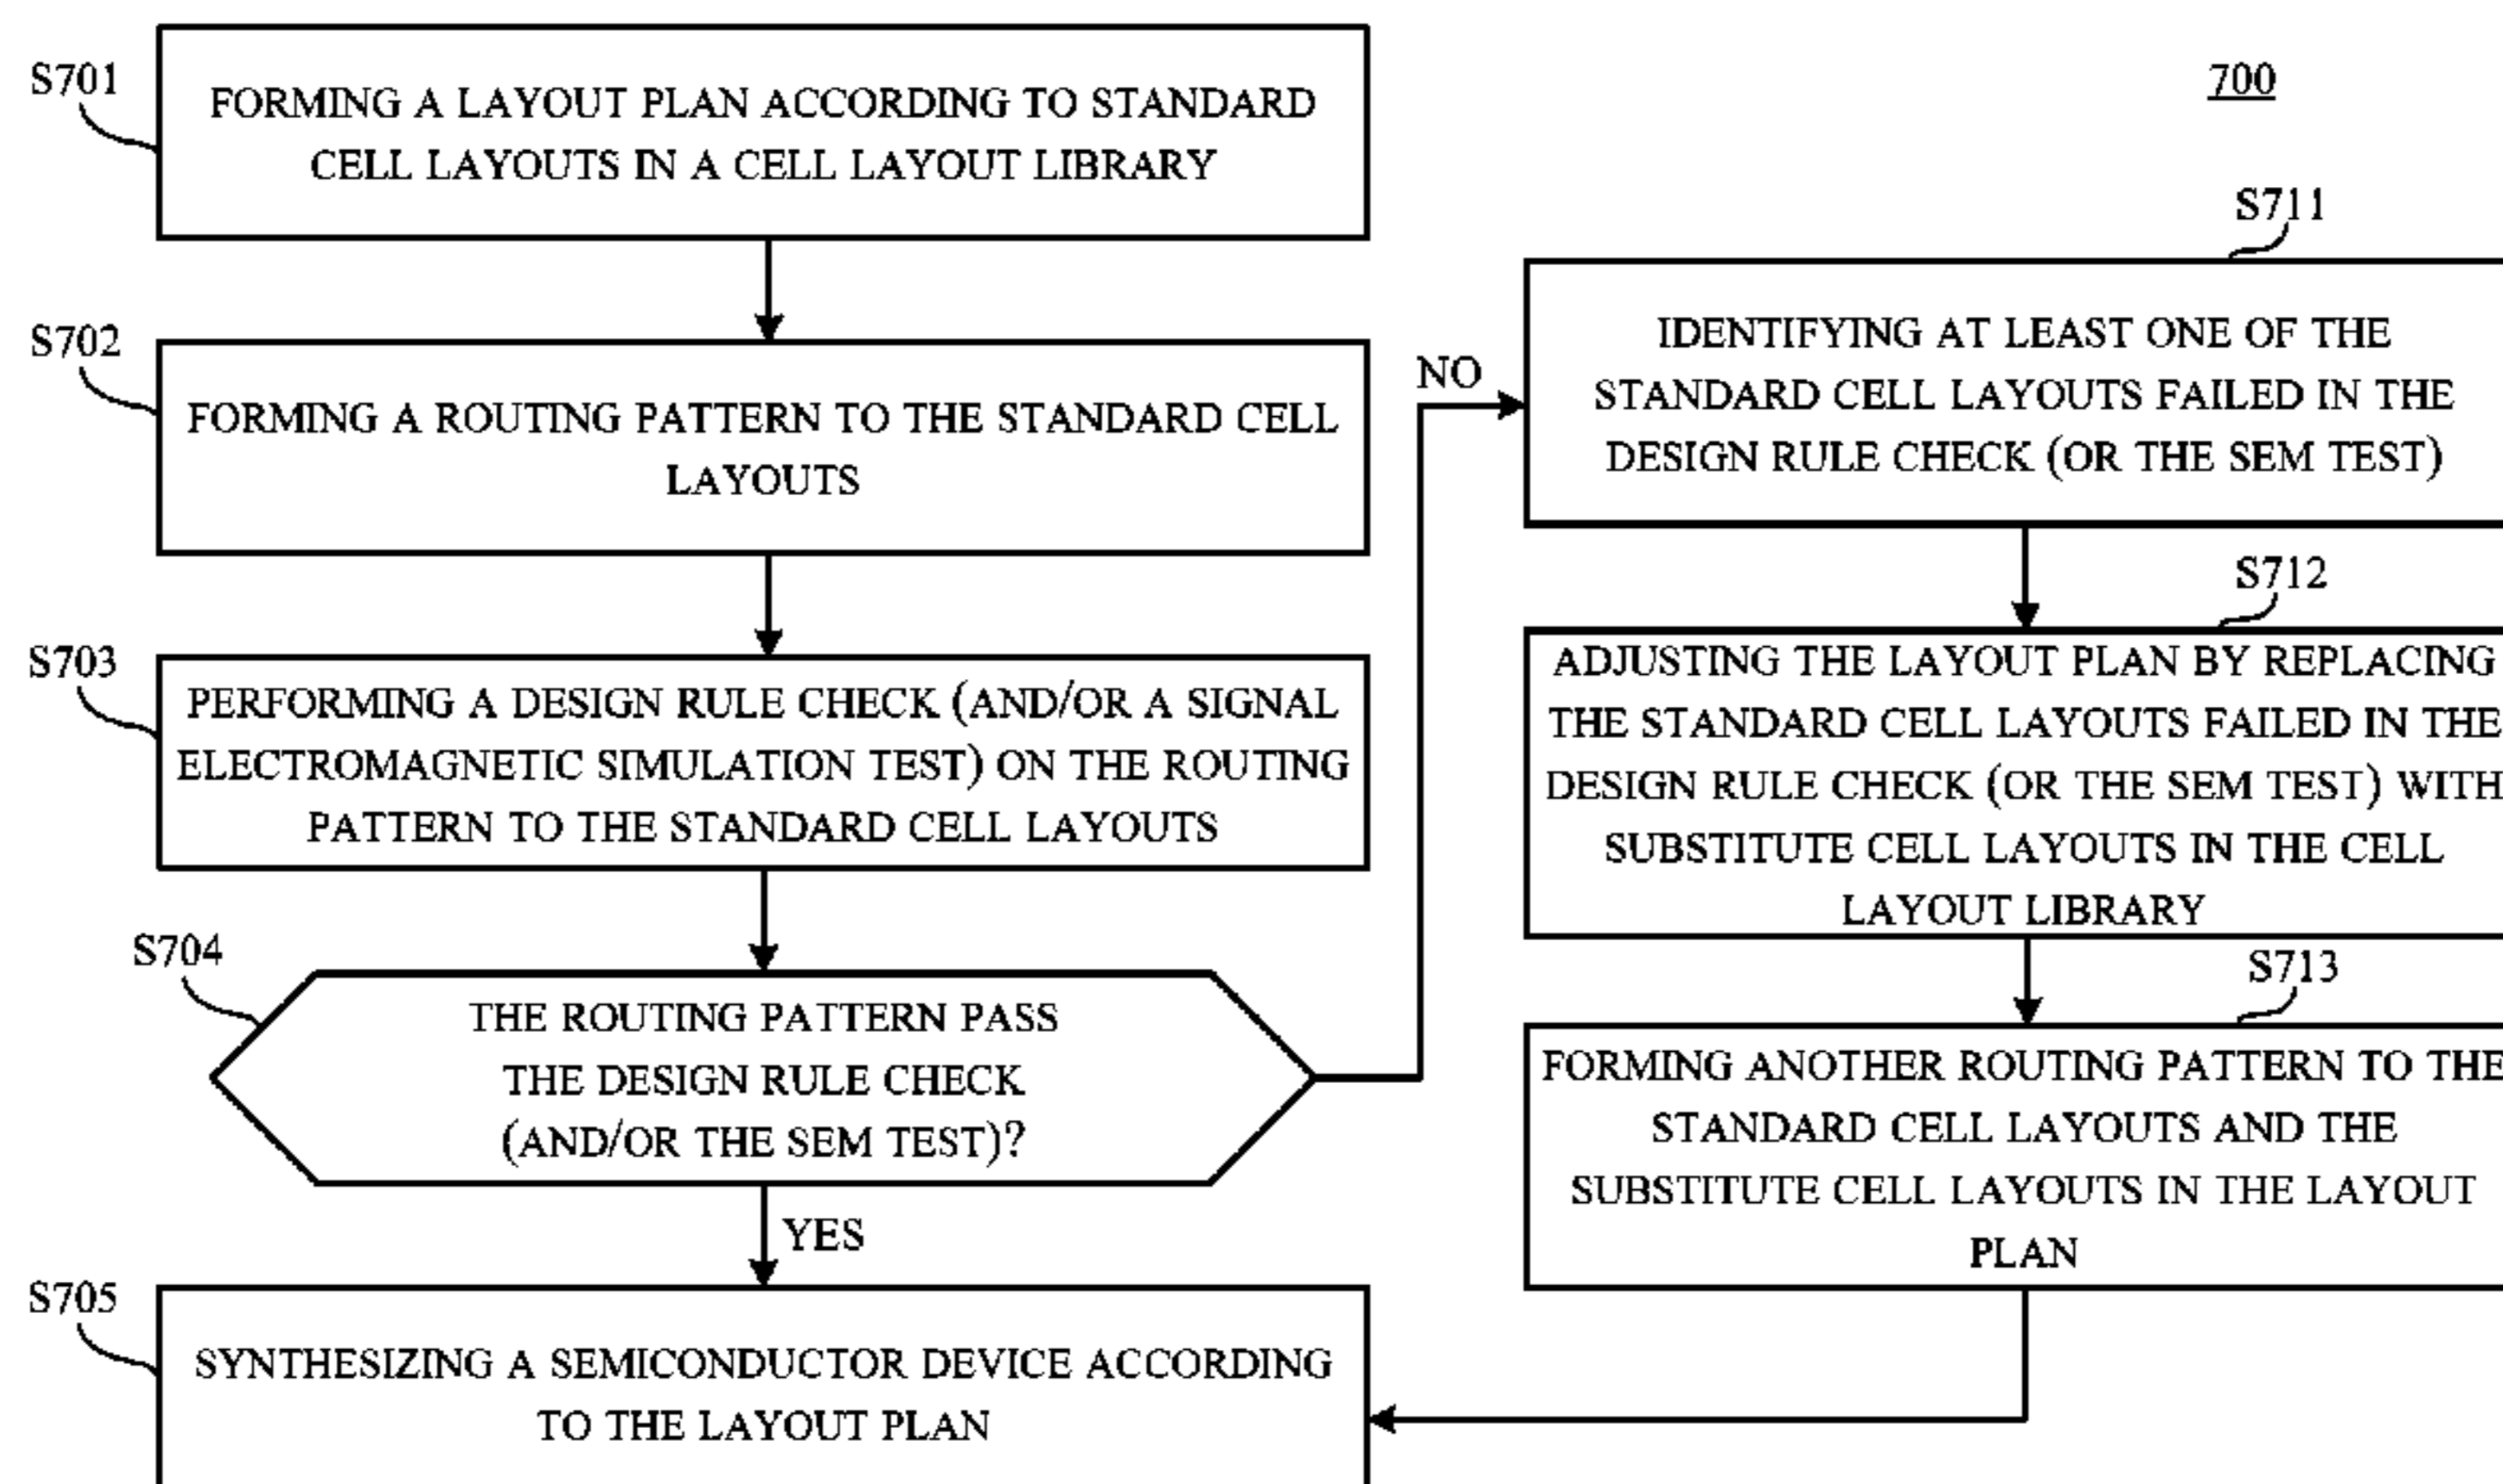 700
S701
FORMING A LAYOUT PLAN ACCORDING TO STANDARD
CELL LAYOUTS IN A CELL LAYOUT LIBRARY
S702
FORMING A ROUTING PATTERN TO THE STANDARD CELL
LAYOUTS
S703
PERFORMING A DESIGN RULE CHECK (AND/OR A SIGNAL
ELECTROMAGNETIC SIMULATION TEST) ON THE ROUTING
PATTERN TO THE STANDARD CELL LAYOUTS
S704
THE ROUTING PATTERN PASS
THE DESIGN RULE CHECK
(AND/OR THE SEM TEST)?
YES
S705
SYNTHESIZING A SEMICONDUCTOR DEVICE ACCORDING
TO THE LAYOUT PLAN
NO
S711
IDENTIFYING AT LEAST ONE OF THE
STANDARD CELL LAYOUTS FAILED IN THE
DESIGN RULE CHECK (OR THE SEM TEST)
S712
ADJUSTING THE LAYOUT PLAN BY REPLACING
THE STANDARD CELL LAYOUTS FAILED IN THE
DESIGN RULE CHECK (OR THE SEM TEST) WITH
SUBSTITUTE CELL LAYOUTS IN THE CELL
LAYOUT LIBRARY
S713
FORMING ANOTHER ROUTING PATTERN TO THE
STANDARD CELL LAYOUTS AND THE
SUBSTITUTE CELL LAYOUTS IN THE LAYOUT
PLAN